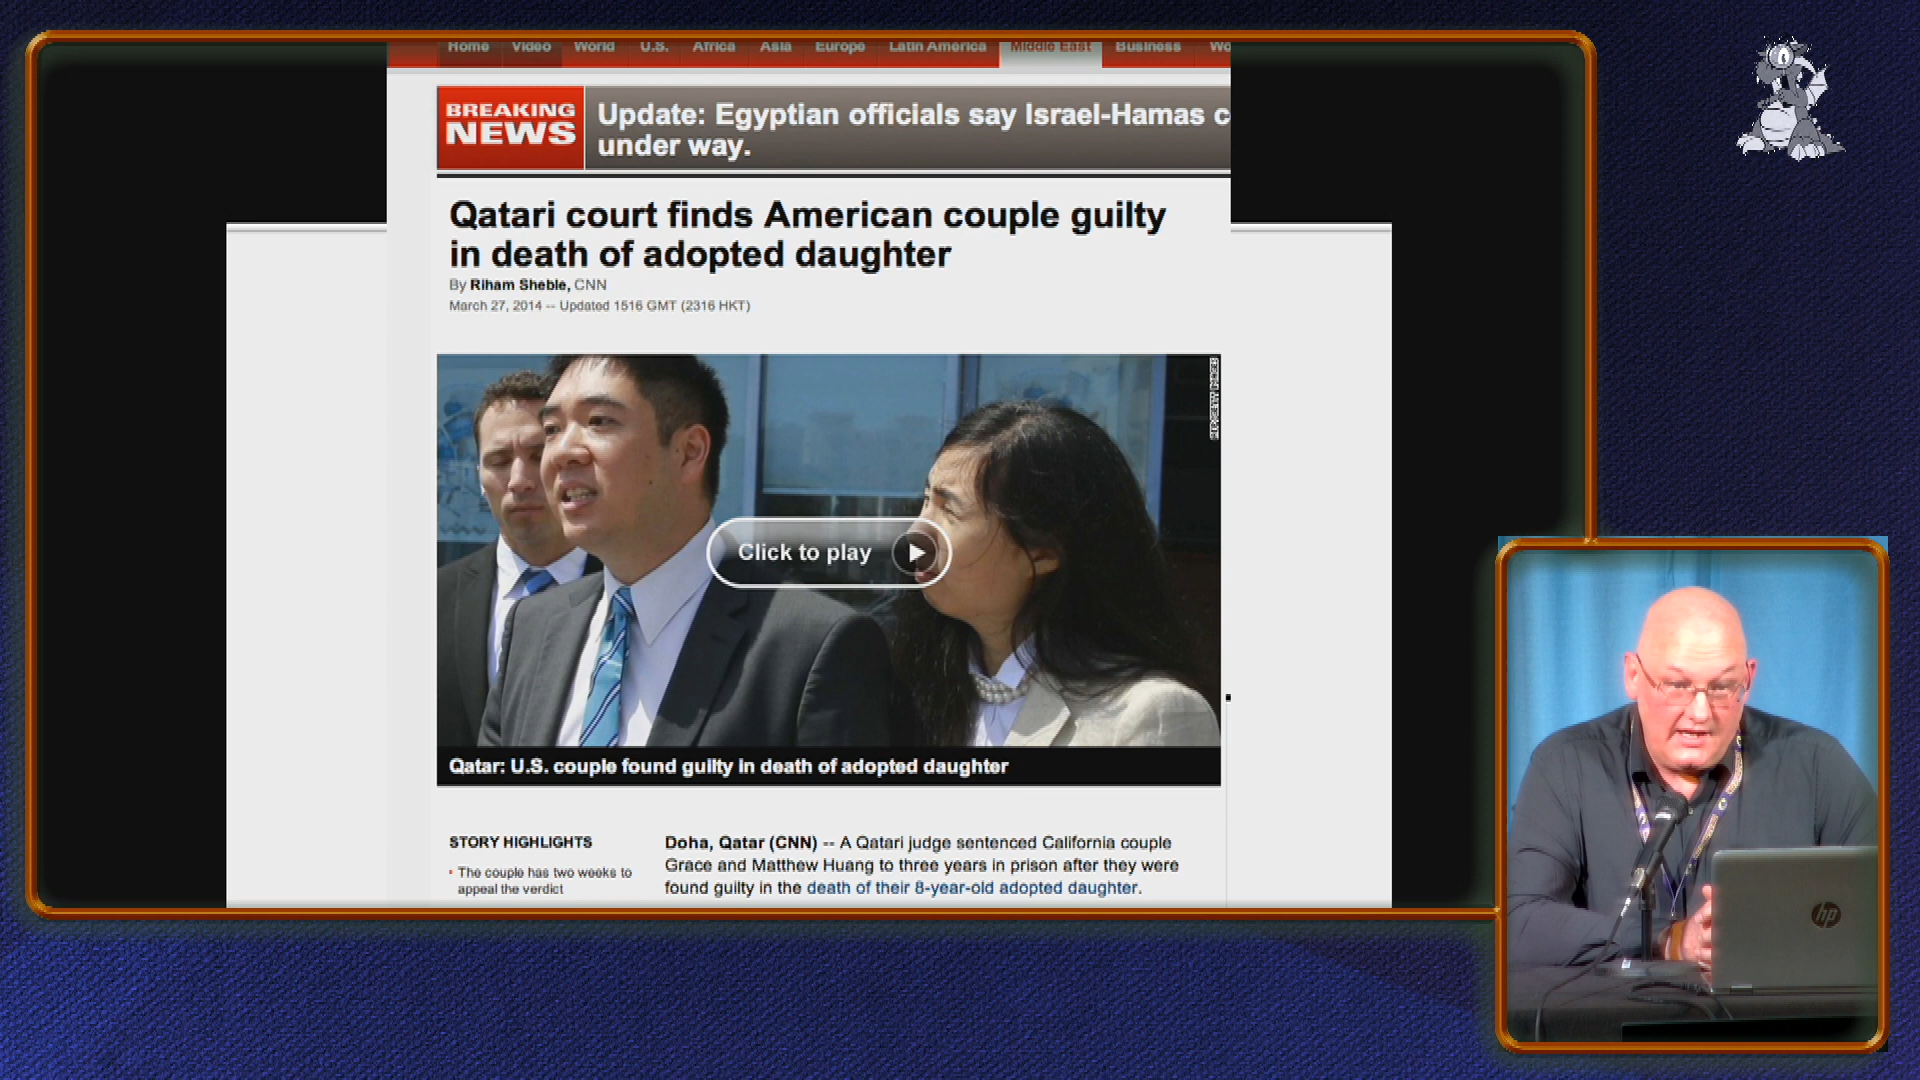 Home Video World U.S. Africa Asia Europe Latin America Middle East Business Wo
BREAKING
NEWS
Update: Egyptian officials say Israel-Hamas c
under way.
Qatari court finds American couple guilty
in death of adopted daughter
By Riham Sheble, CNN
March 27, 2014 -- Updated 1516 GMT (2316 HKT)
Click to play
Qatar: U.S. couple found guilty in death of adopted daughter
STORY HIGHLIGHTS
The couple has two weeks to
appeal the verdict
Doha, Qatar (CNN) -- A Qatari judge sentenced California couple
Grace and Matthew Huang to three years in prison after they were
found guilty in the death of their 8-year-old adopted daughter.
hp